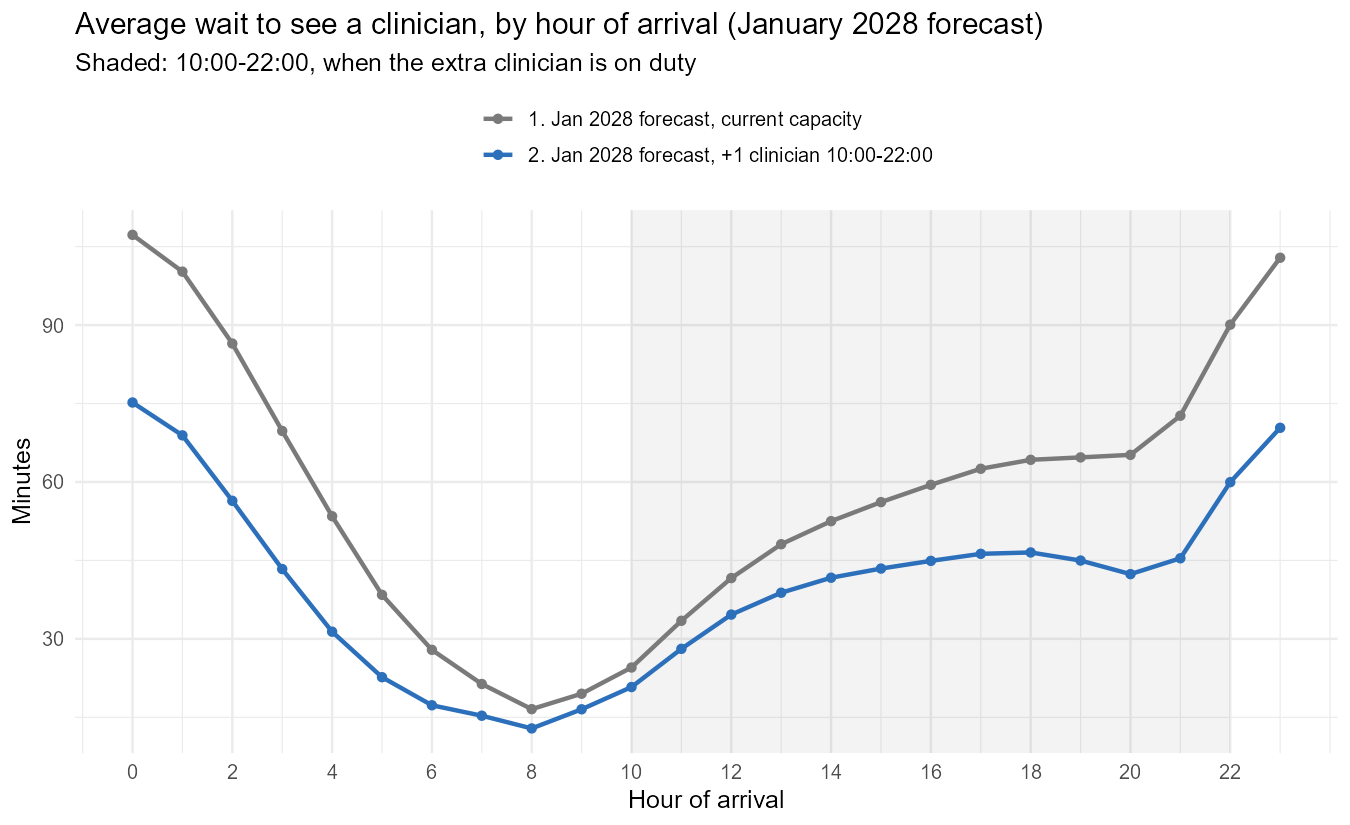 Average wait to see a clinician, by hour of arrival (January 2028 forecast)
Shaded: 10:00-22:00, when the extra clinician is on duty
1. Jan 2028 forecast, current capacity
2. Jan 2028 forecast, +1 clinician 10:00-22:00
90
60
30
Minutes
0 2 4 6 8 10 12 14 16 18 20 22
Hour of arrival